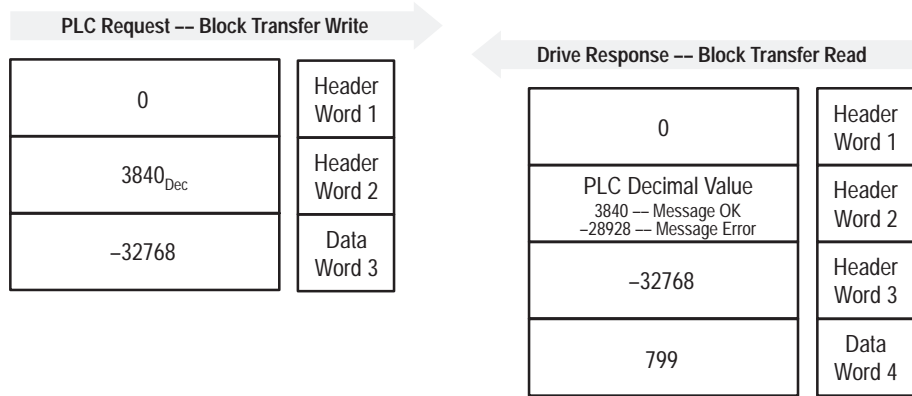 PLC Request –– Block Transfer Write
0
Header
Word 1
3840Dec
Header
Word 2
–32768
Data
Word 3
Drive Response –– Block Transfer Read
0
Header
Word 1
PLC Decimal Value
3840 –– Message OK
–28928 –– Message Error
Header
Word 2
–32768
Header
Word 3
799
Data
Word 4